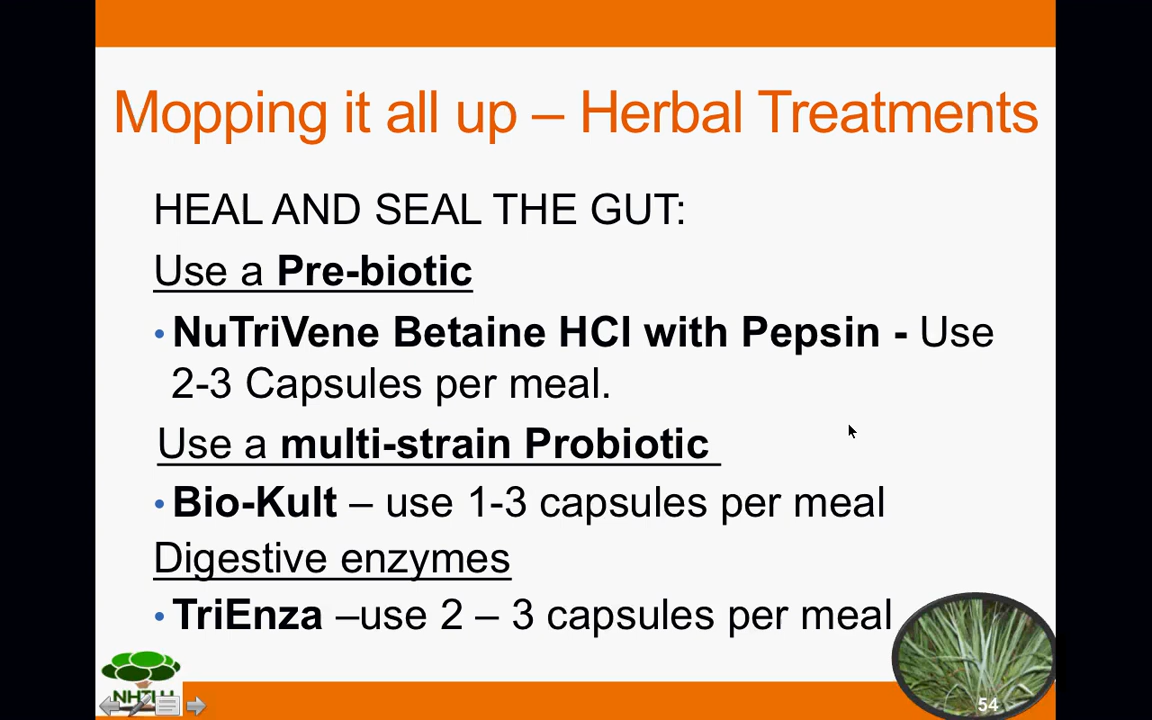 Mopping it all up – Herbal Treatments
HEAL AND SEAL THE GUT:
Use a Pre-biotic
• NuTriVene Betaine HCl with Pepsin - Use
2-3 Capsules per meal.
Use a multi-strain Probiotic
• Bio-Kult – use 1-3 capsules per meal
Digestive enzymes
• TriEnza –use 2 – 3 capsules per meal
54